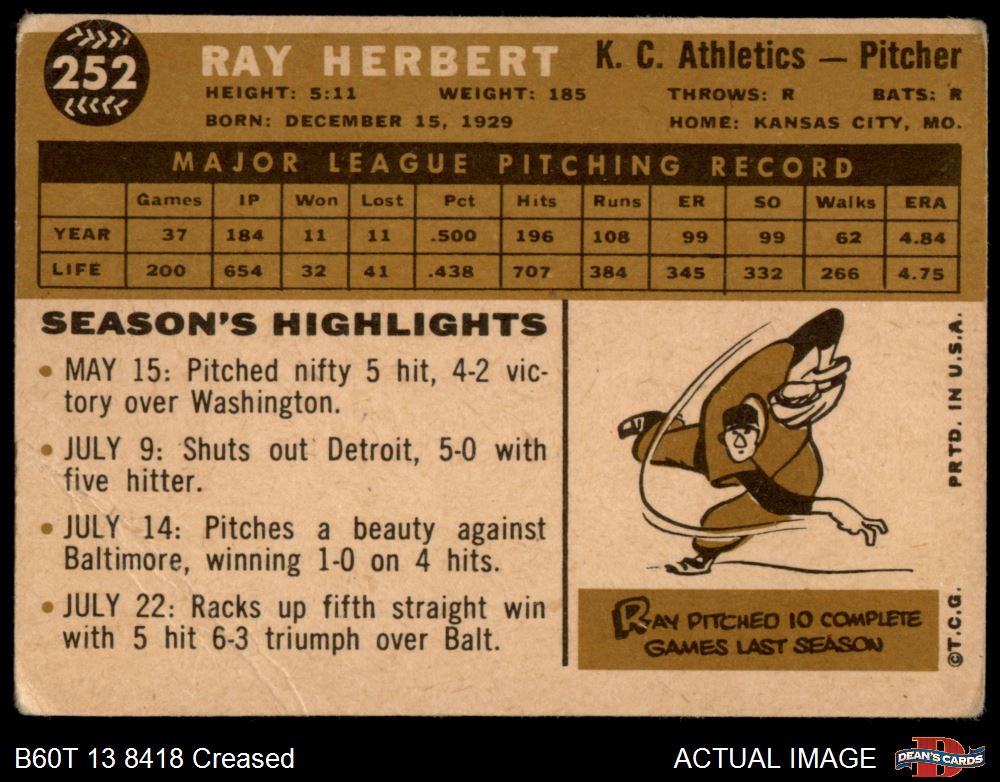 252
RAY HERBERT K. C. Athletics — Pitcher
HEIGHT: 5:11 WEIGHT: 185 THROWS: R BATS: R
BORN: DECEMBER 15, 1929 HOME: KANSAS CITY, MO.
MAJOR LEAGUE PITCHING RECORD
Games IP Won Lost Pct Hits Runs ER SO Walks ERA
YEAR 37 184 11 11 .500 196 108 99 99 62 4.84
LIFE 200 654 32 41 .438 707 384 345 332 266 4.75
SEASON'S HIGHLIGHTS
• MAY 15: Pitched nifty 5 hit, 4-2 vic-
tory over Washington.
• JULY 9: Shuts out Detroit, 5-0 with
five hitter.
• JULY 14: Pitches a beauty against
Baltimore, winning 1-0 on 4 hits.
• JULY 22: Racks up fifth straight win
with 5 hit 6-3 triumph over Balt.
RAY PITCHED 10 COMPLETE
GAMES LAST SEASON
©T.C.G. PRTD. IN U.S.A.
B60T 13 8418 Creased ACTUAL IMAGE
D
DEAN'S CARDS